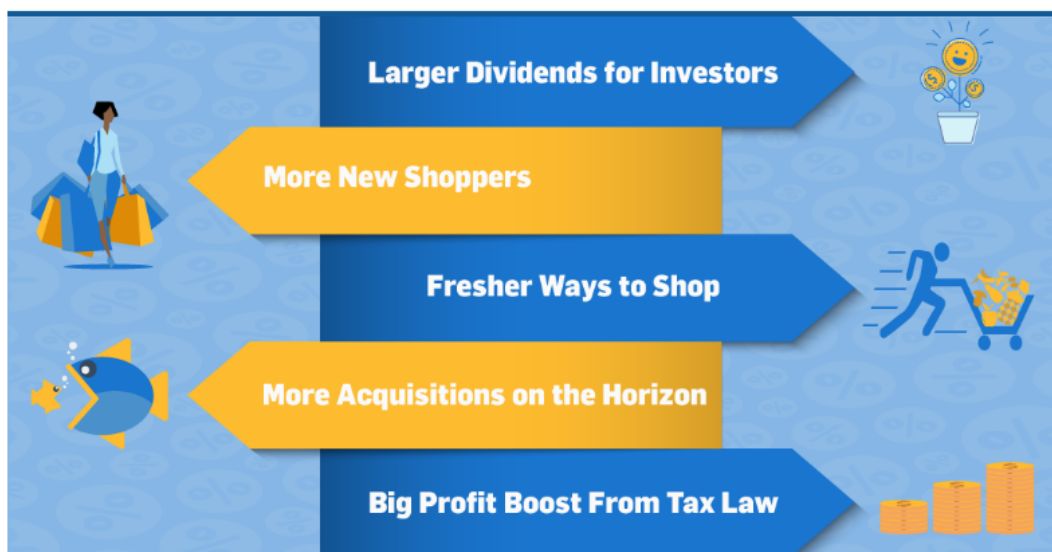 Larger Dividends for Investors
More New Shoppers
Fresher Ways to Shop
More Acquisitions on the Horizon
Big Profit Boost From Tax Law